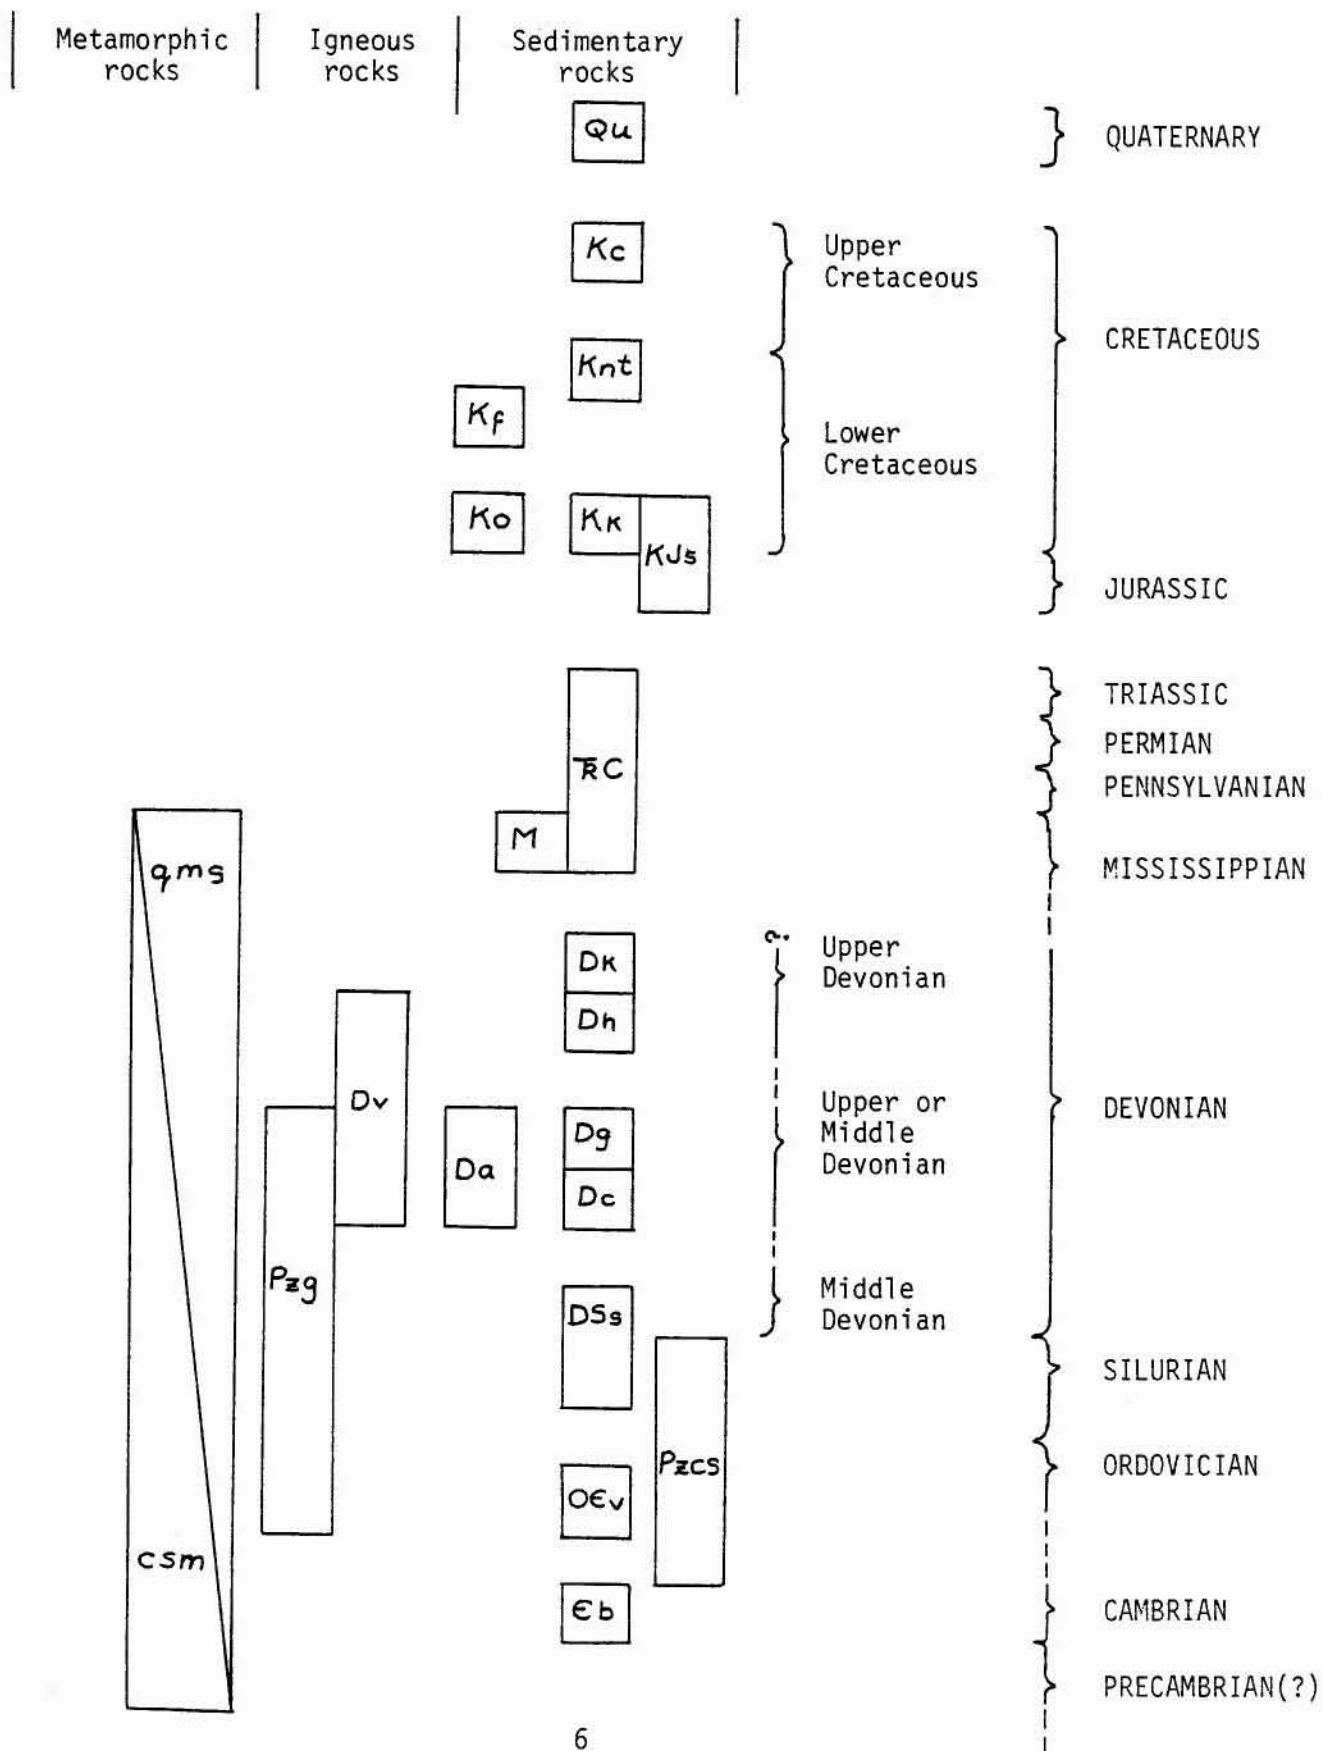 Metamorphic rocks
Igneous rocks
Sedimentary rocks
Qu
QUATERNARY
Kc
Upper
Cretaceous
Knt
CRETACEOUS
Kf
Lower
Cretaceous
Ko
Kk
KJs
JURASSIC
TRIASSIC
PERMIAN
ꞦC
PENNSYLVANIAN
M
qms
MISSISSIPPIAN
?
Upper
Devonian
Dk
Dh
Dv
Upper or
Middle
Devonian
DEVONIAN
Dg
Da
Dc
Pzg
Middle
Devonian
DSs
SILURIAN
Pzcs
ORDOVICIAN
OЄv
csm
Єb
CAMBRIAN
PRECAMBRIAN(?)
6